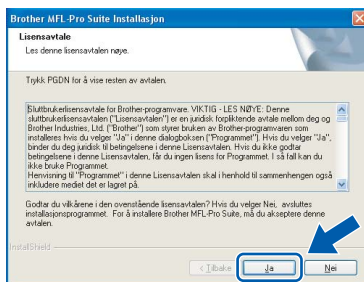 Brother MFL-Pro Suite Installasjon
Lisensavtale
Les denne lisensavtalen nøye.
Trykk PGDN for å vise resten av avtalen.
Sluttbrukerlisensavtale for Brother-programvare. VIKTIG - LES NØYE: Denne
sluttbrukerlisensavtalen ("Lisensavtalen") er en juridisk forpliktende avtale mellom deg og
Brother Industries, Ltd. ("Brother") som styrer bruken av Brother-programvaren som
installeres hvis du velger "Ja" i denne dialogboksen ("Programmet"). Hvis du velger "Ja",
binder du deg juridisk til betingelsene i denne Lisensavtalen. Hvis du ikke godtar
betingelsene i denne Lisensavtalen, får du ingen lisens for Programmet. I så fall kan du
ikke bruke Programmet.
Henvisning til "Programmet" i denne Lisensavtalen skal i henhold til sammenhengen også
inkludere mediet det er lagret på.
Godtar du vilkårene i den ovenstående lisensavtalen? Hvis du velger Nei, avsluttes
installasjonsprogrammet. For å installere Brother MFL-Pro Suite, må du akseptere denne
avtalen.
InstallShield
< Tilbake Ja Nei